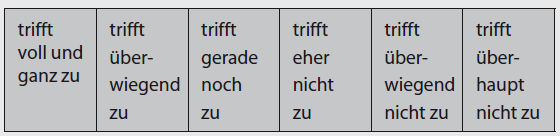 trifft
voll und
ganz zu
trifft
über-
wiegend
zu
trifft
gerade
noch
zu
trifft
eher
nicht
zu
trifft
über-
wiegend
nicht zu
trifft
über-
haupt
nicht zu